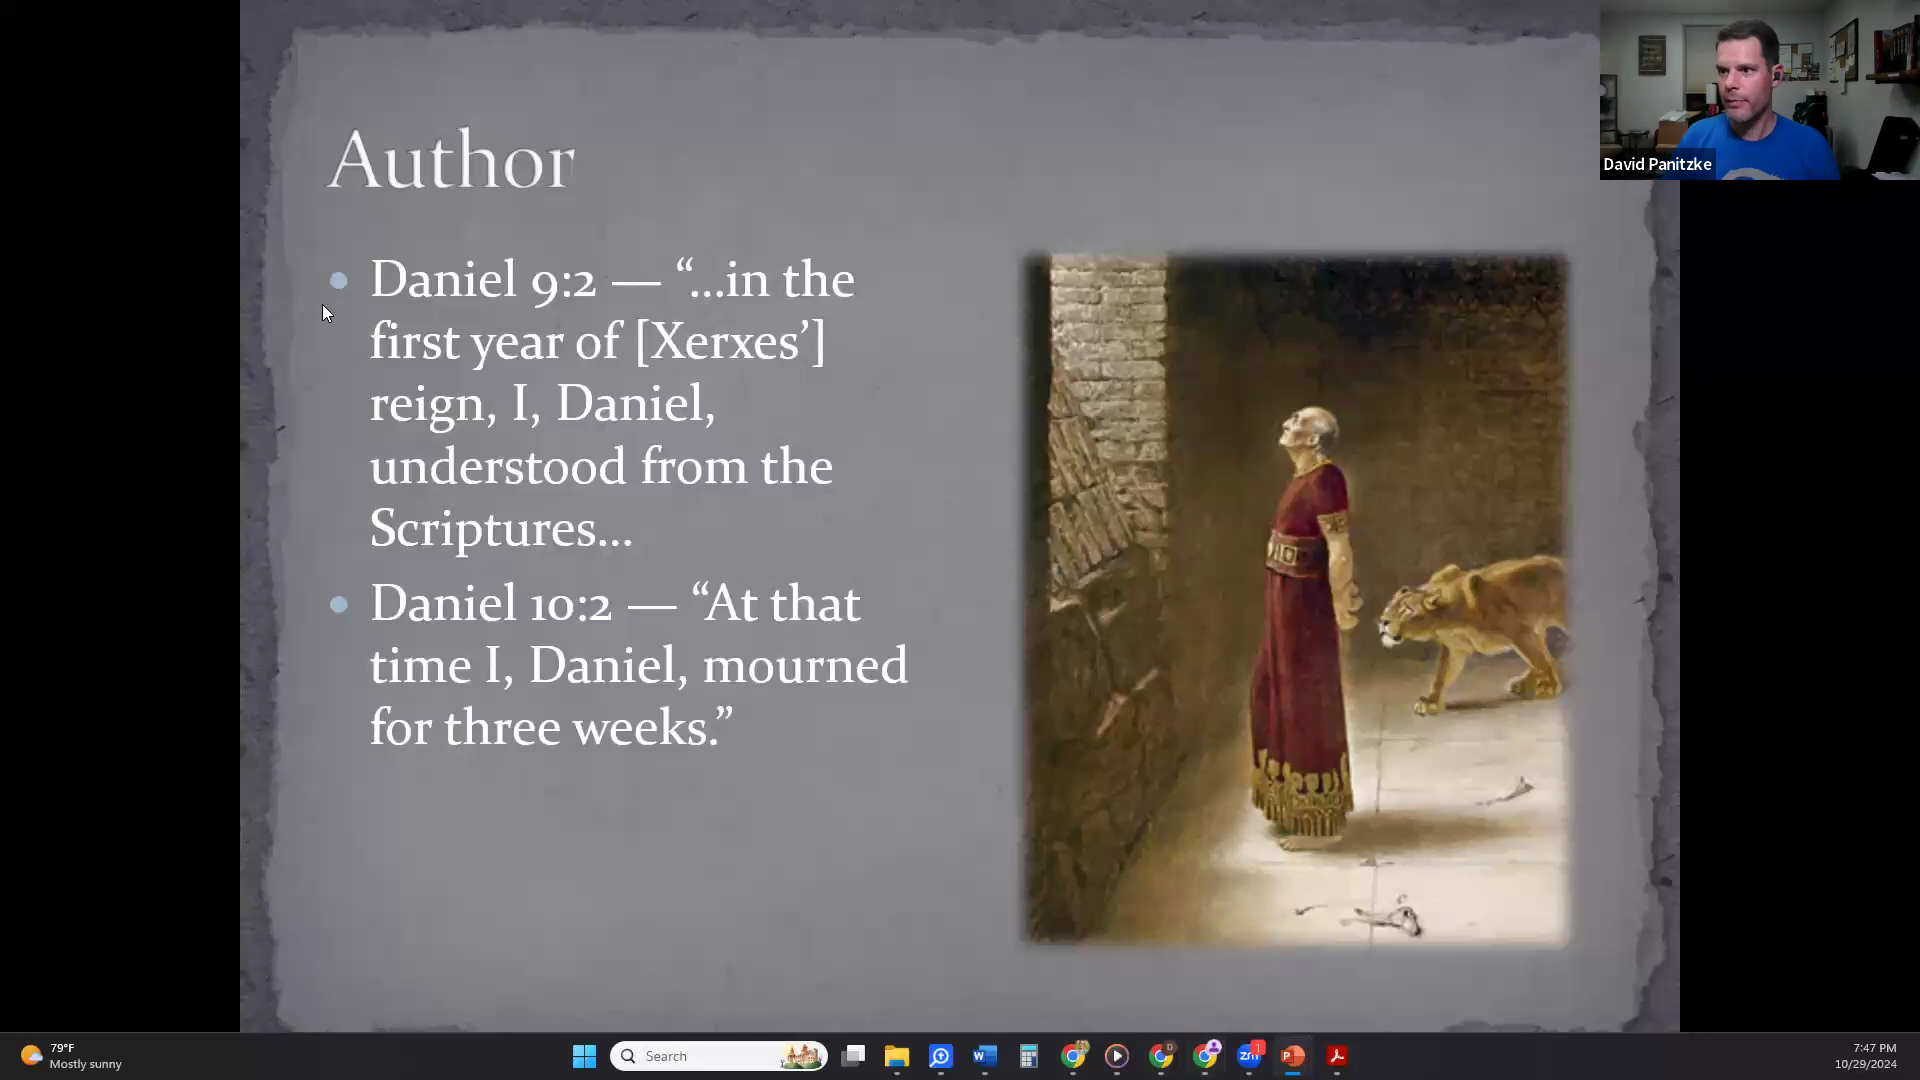 Author
Daniel 9:2 — “…in the
first year of [Xerxes’]
reign, I, Daniel,
understood from the
Scriptures…
Daniel 10:2 — “At that
time I, Daniel, mourned
for three weeks.”
David Panitzke
79°F
Mostly sunny
Search
zm
1
7:47 PM
10/29/2024